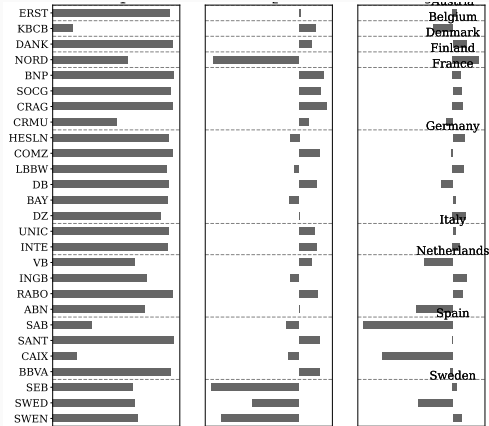 Austria
ERST
Belgium
KBCB
Denmark
DANK
Finland
NORD
France
BNP
SOCG
CRAG
CRMU
Germany
HESLN
COMZ
LBBW
DB
BAY
DZ
Italy
UNIC
INTE
Netherlands
VB
INGB
RABO
ABN
Spain
SAB
SANT
CAIX
BBVA
Sweden
SEB
SWED
SWEN